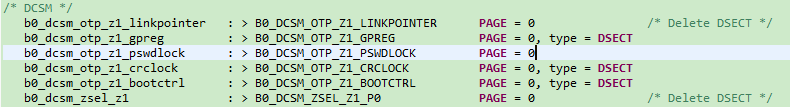 /* DCSM */
b0_dcsm_otp_z1_linkpointer : > B0_DCSM_OTP_Z1_LINKPOINTER PAGE = 0 /* Delete DSECT */
b0_dcsm_otp_z1_gpreg : > B0_DCSM_OTP_Z1_GPREG PAGE = 0, type = DSECT
b0_dcsm_otp_z1_pswdlock : > B0_DCSM_OTP_Z1_PSWDLOCK PAGE = 0
b0_dcsm_otp_z1_crclock : > B0_DCSM_OTP_Z1_CRCLOCK PAGE = 0, type = DSECT
b0_dcsm_otp_z1_bootctrl : > B0_DCSM_OTP_Z1_BOOTCTRL PAGE = 0, type = DSECT
b0_dcsm_zsel_z1 : > B0_DCSM_ZSEL_Z1_P0 PAGE = 0 /* Delete DSECT */